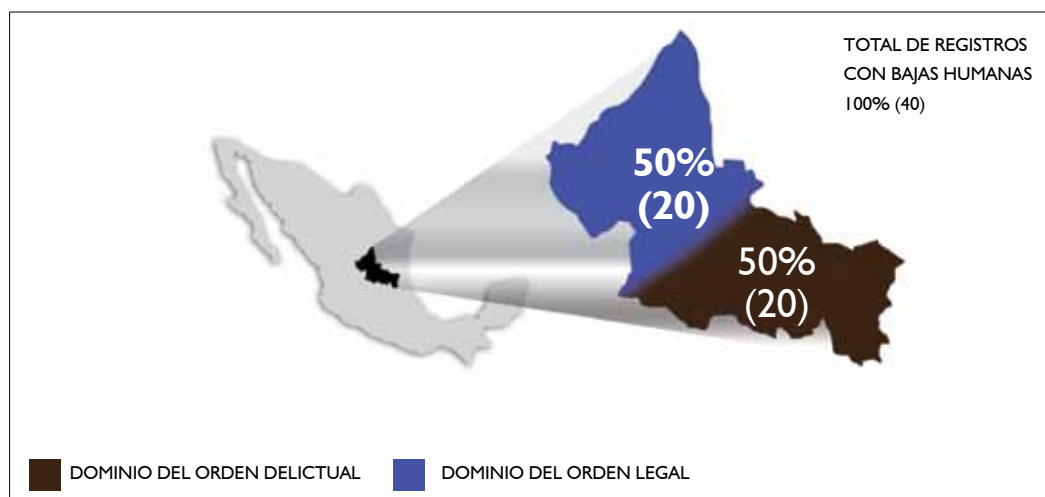 TOTAL DE REGISTROS
CON BAJAS HUMANAS
100% (40)
50%
(20)
50%
(20)
DOMINIO DEL ORDEN DELICTUAL
DOMINIO DEL ORDEN LEGAL